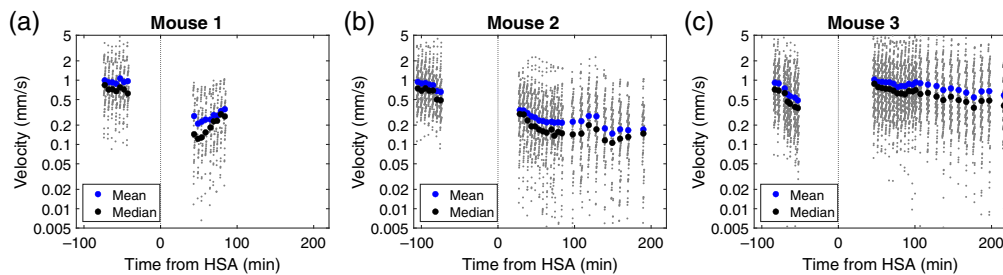 (a) Mouse 1
Velocity (mm/s)
5
2
1
0.5
0.2
0.1
0.05
0.02
0.01
0.005
Mean
Median
−100 0 100 200
Time from HSA (min)
(b) Mouse 2
Velocity (mm/s)
5
2
1
0.5
0.2
0.1
0.05
0.02
0.01
0.005
Mean
Median
−100 0 100 200
Time from HSA (min)
(c) Mouse 3
Velocity (mm/s)
5
2
1
0.5
0.2
0.1
0.05
0.02
0.01
0.005
Mean
Median
−100 0 100 200
Time from HSA (min)